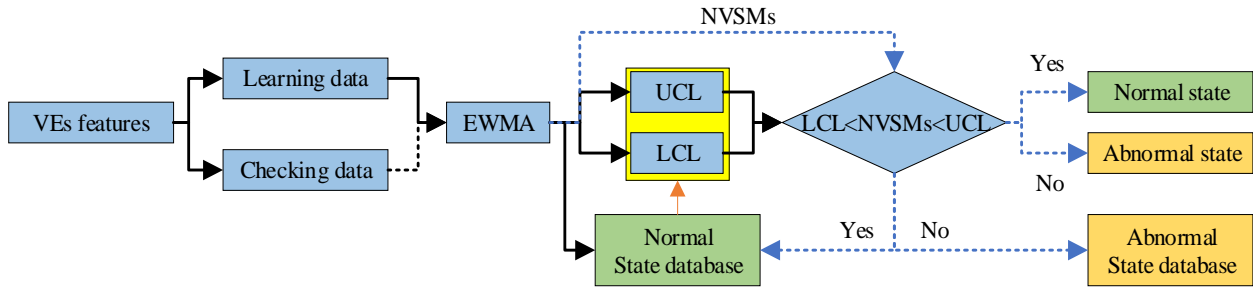 NVSMs
Learning data
UCL
Yes
Normal state
VEs features
EWMA
LCL<NVSMs<UCL
Checking data
LCL
Abnormal state
No
Normal
State database
Yes
No
Abnormal
State database